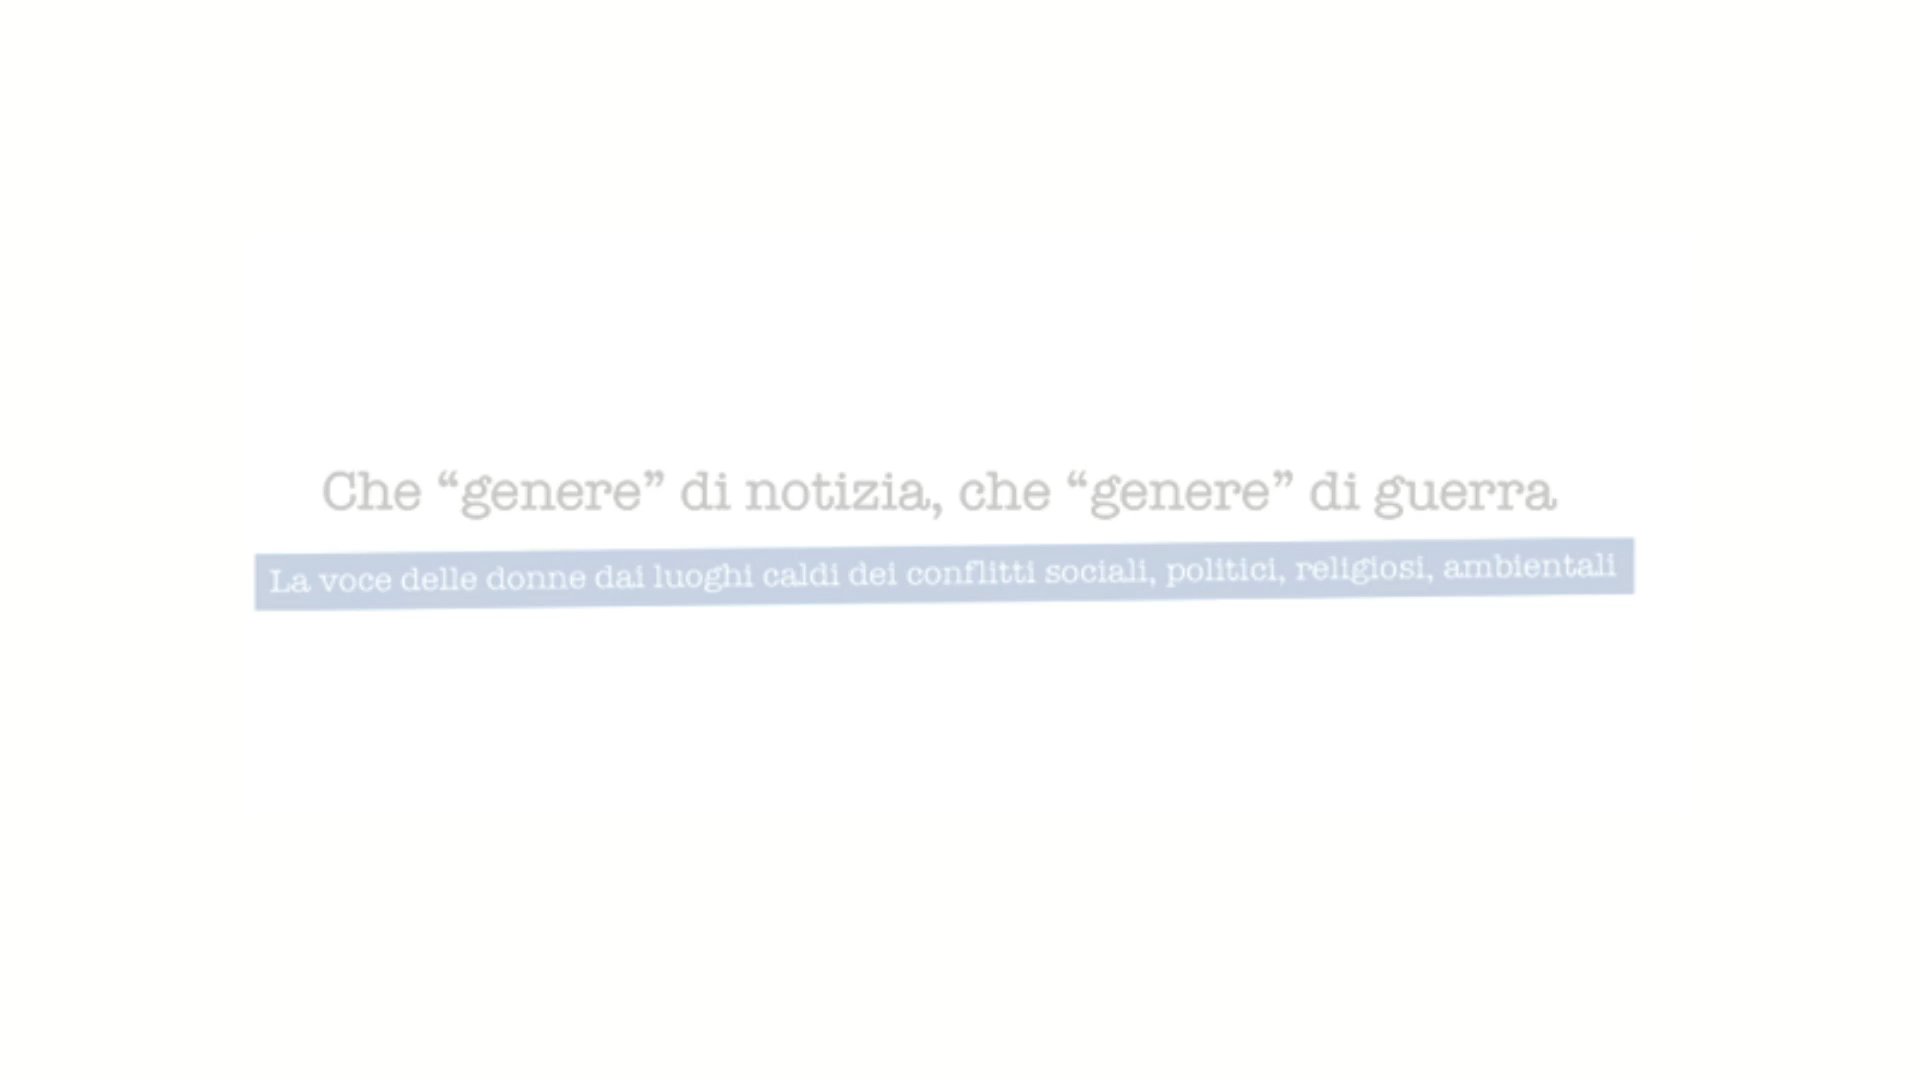 Che “genere” di notizia, che “genere” di guerra
La voce delle donne dai luoghi caldi dei conflitti sociali, politici, religiosi, ambientali